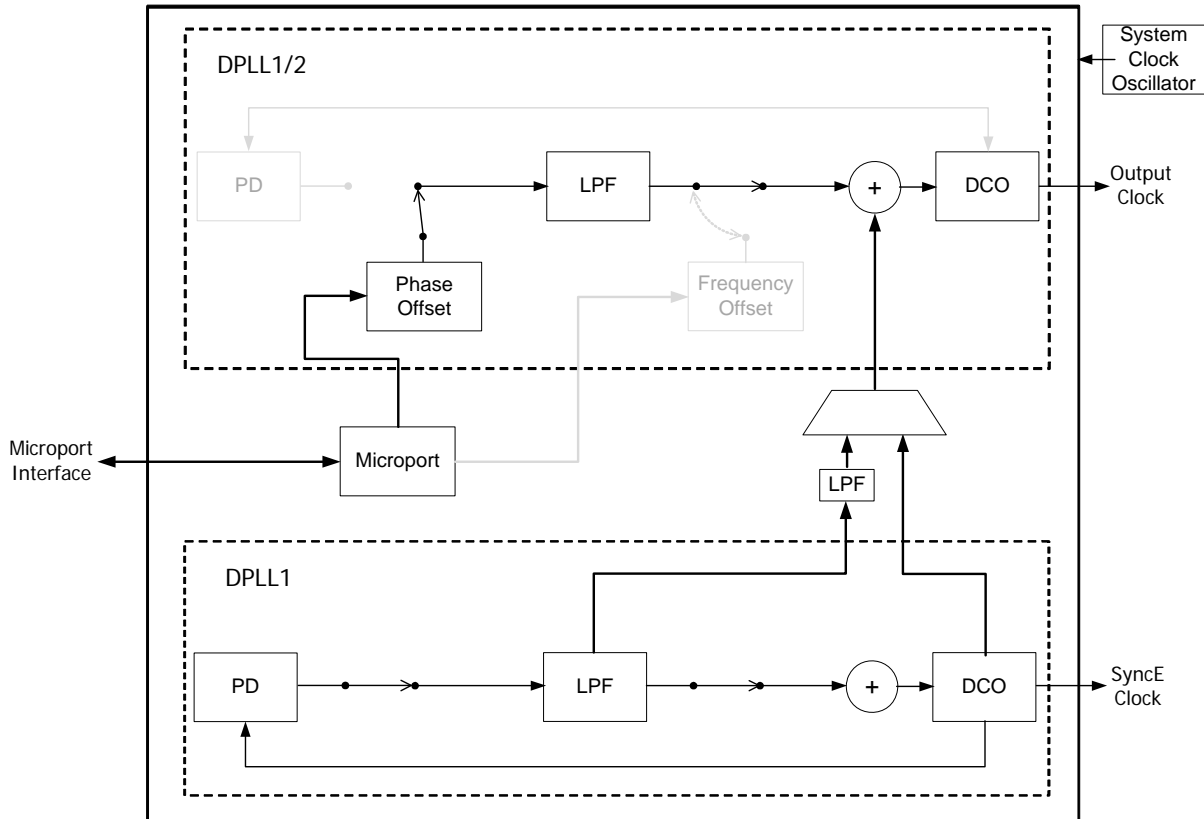 System
Clock
Oscillator
DPLL1/2
PD
LPF
+
DCO
Output
Clock
Phase
Offset
Frequency
Offset
Microport
Interface
Microport
LPF
DPLL1
PD
LPF
+
DCO
SyncE
Clock